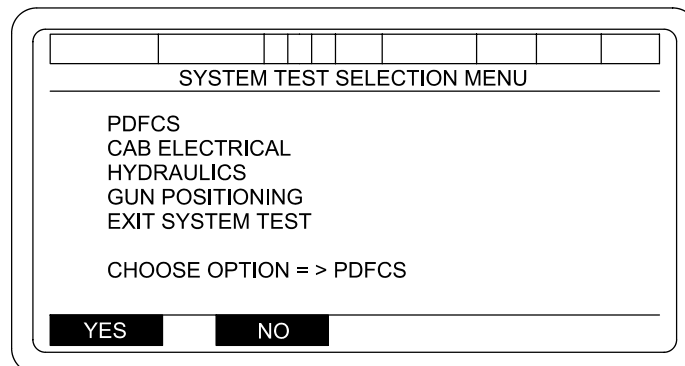 SYSTEM TEST SELECTION MENU
PDFCS
CAB ELECTRICAL
HYDRAULICS
GUN POSITIONING
EXIT SYSTEM TEST
CHOOSE OPTION = > PDFCS
YES NO